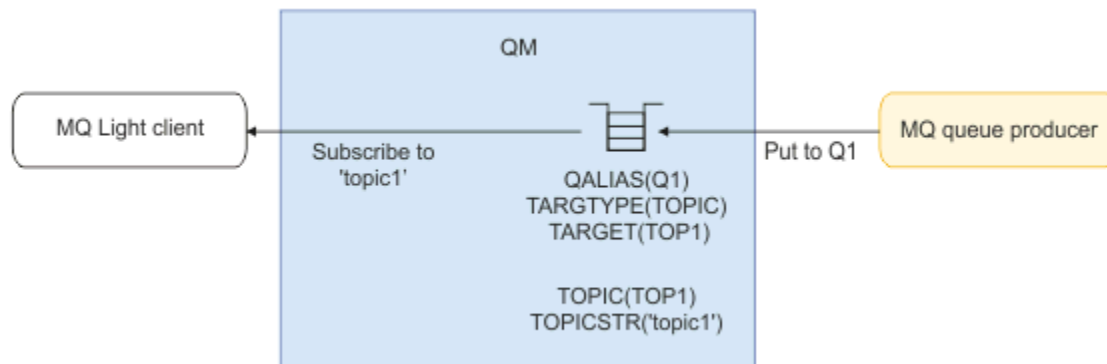 QM
MQ Light client
Subscribe to
'topic1'
Put to Q1
MQ queue producer
QALIAS(Q1)
TARGTYPE(TOPIC)
TARGET(TOP1)
TOPIC(TOP1)
TOPICSTR('topic1')